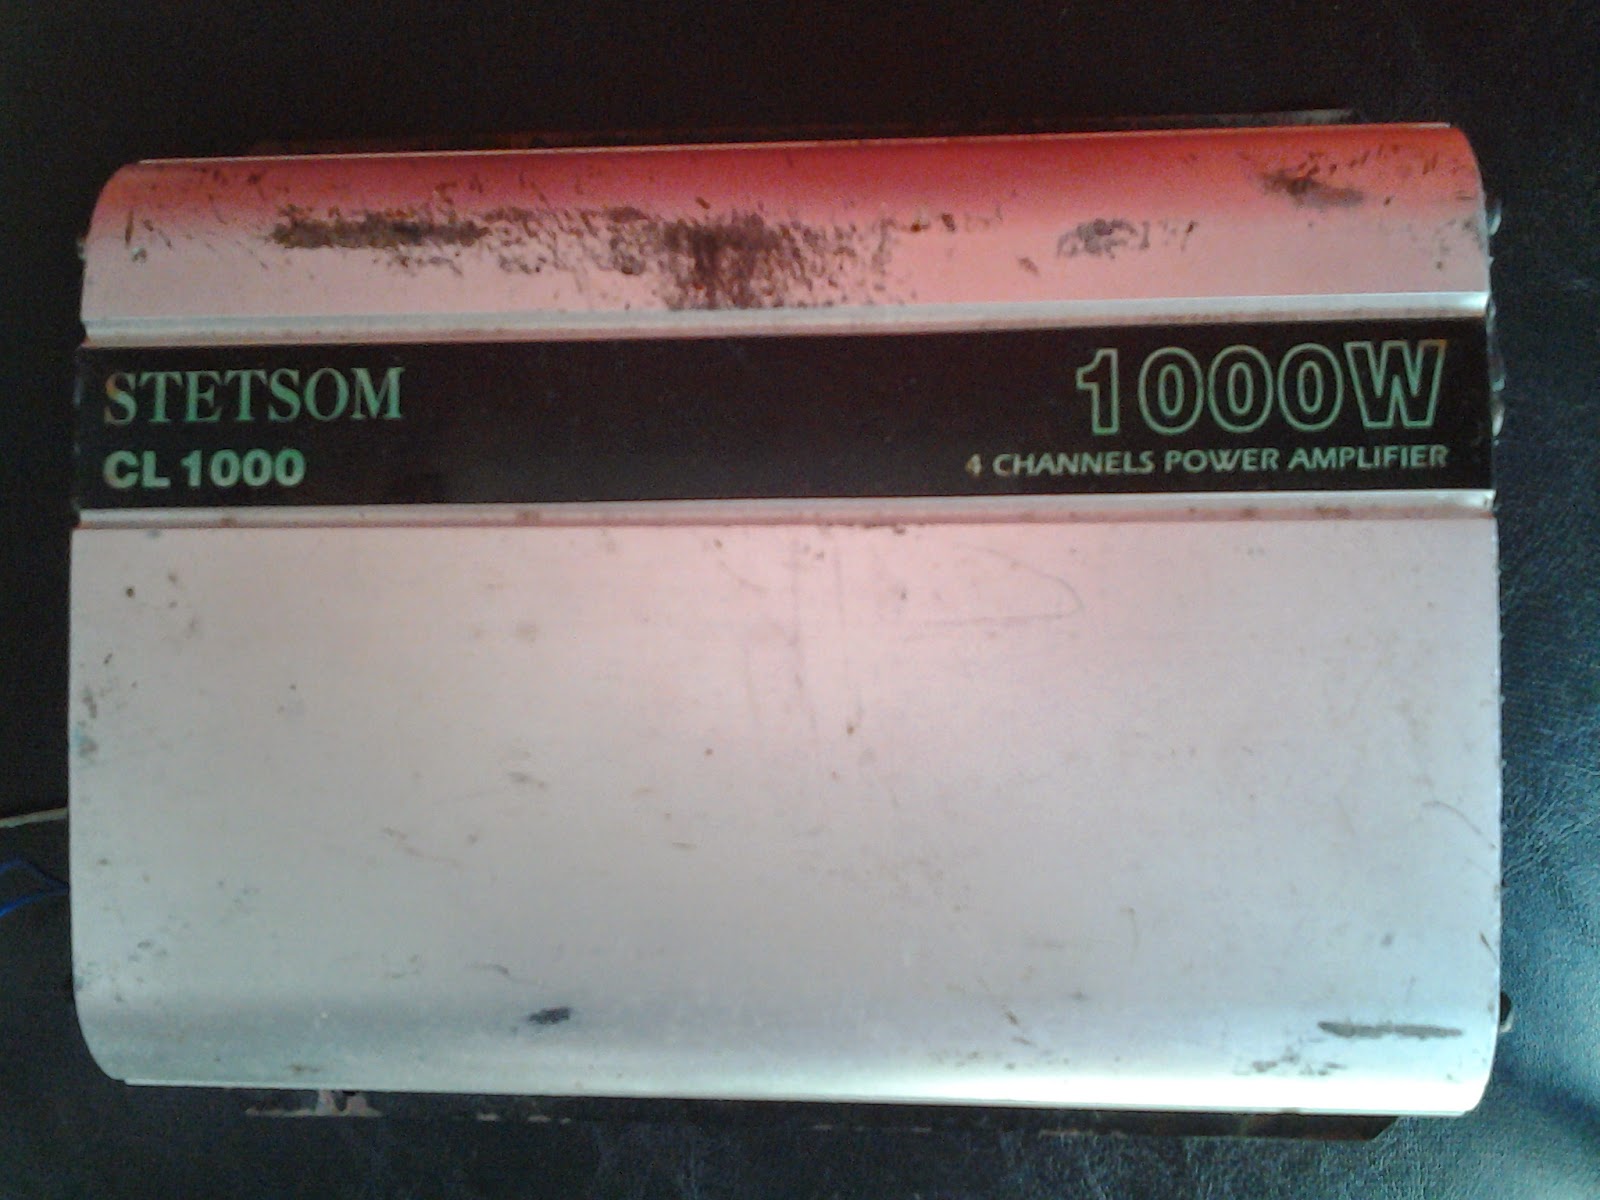 STETSOM
CL 1000
1000W
4 CHANNELS POWER AMPLIFIER